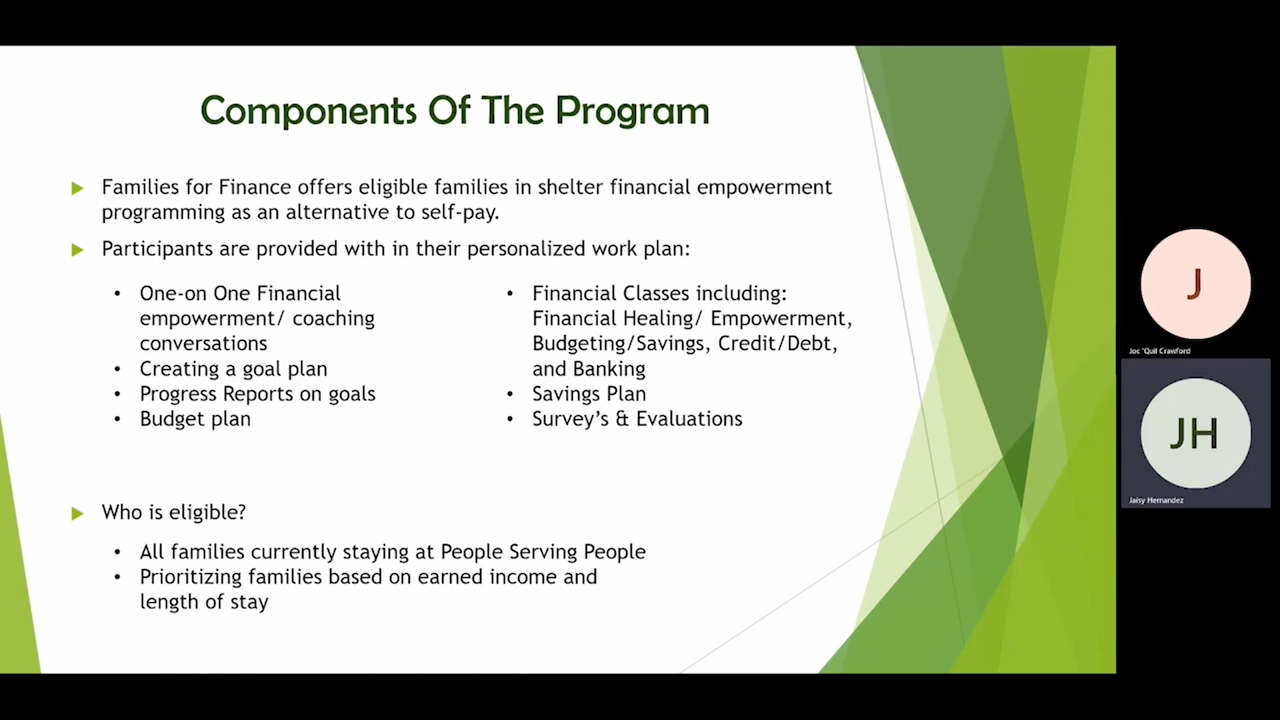 Components Of The Program
Families for Finance offers eligible families in shelter financial empowerment
programming as an alternative to self-pay.
Participants are provided with in their personalized work plan:
• One-on One Financial
empowerment/ coaching
conversations
• Creating a goal plan
• Progress Reports on goals
• Budget plan
• Financial Classes including:
Financial Healing/ Empowerment,
Budgeting/Savings, Credit/Debt,
and Banking
• Savings Plan
• Survey’s & Evaluations
Who is eligible?
• All families currently staying at People Serving People
• Prioritizing families based on earned income and
length of stay
J
Joc 'Quil Crawford
JH
Jaisy Hernandez